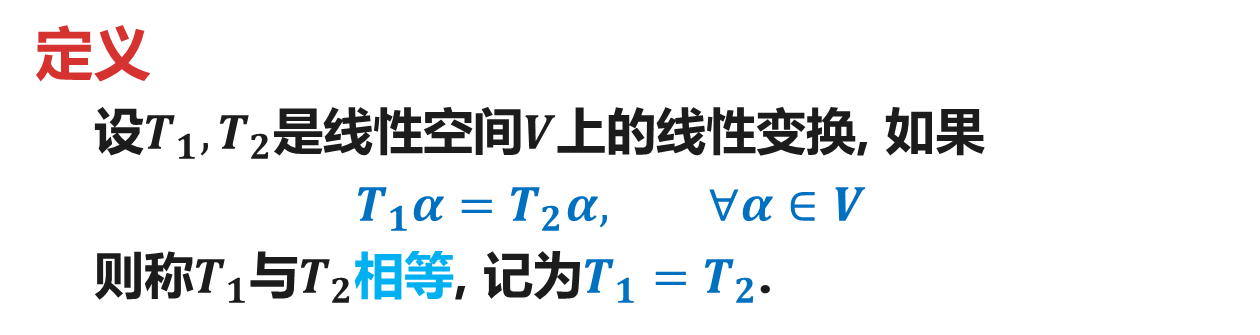 定义
设T₁, T₂是线性空间V上的线性变换, 如果
T₁α = T₂α, ∀α ∈ V
则称T₁与T₂相等, 记为T₁ = T₂.